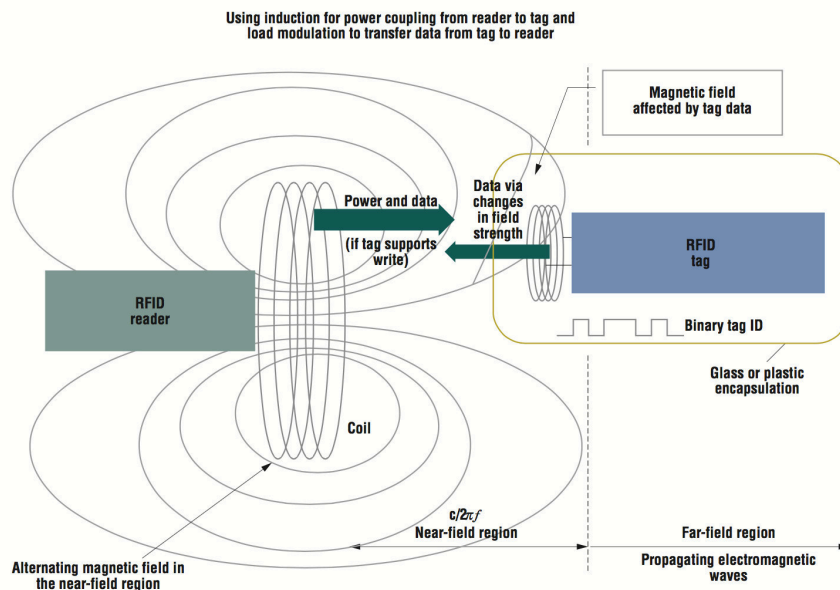 Using induction for power coupling from reader to tag and
load modulation to transfer data from tag to reader
Magnetic field
affected by tag data
Power and data
(if tag supports
write)
Data via
changes
in field
strength
RFID
tag
RFID
reader
Binary tag ID
Glass or plastic
encapsulation
Coil
c/2πf
Near-field region
Far-field region
Propagating electromagnetic
waves
Alternating magnetic field in
the near-field region